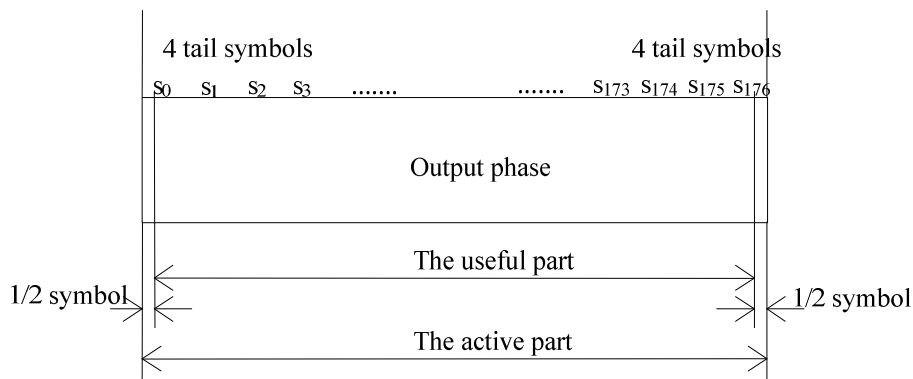 4 tail symbols 4 tail symbols
s0 s1 s2 s3 ....... ....... s173 s174 s175 s176
Output phase
The useful part
1/2 symbol 1/2 symbol
The active part